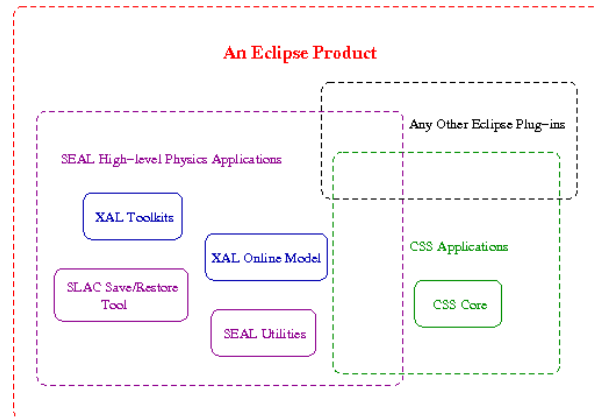 An Eclipse Product
Any Other Eclipse Plug-ins
SEAL High-level Physics Applications
XAL Toolkits
XAL Online Model
CSS Applications
SLAC Save/Restore
Tool
CSS Core
SEAL Utilities